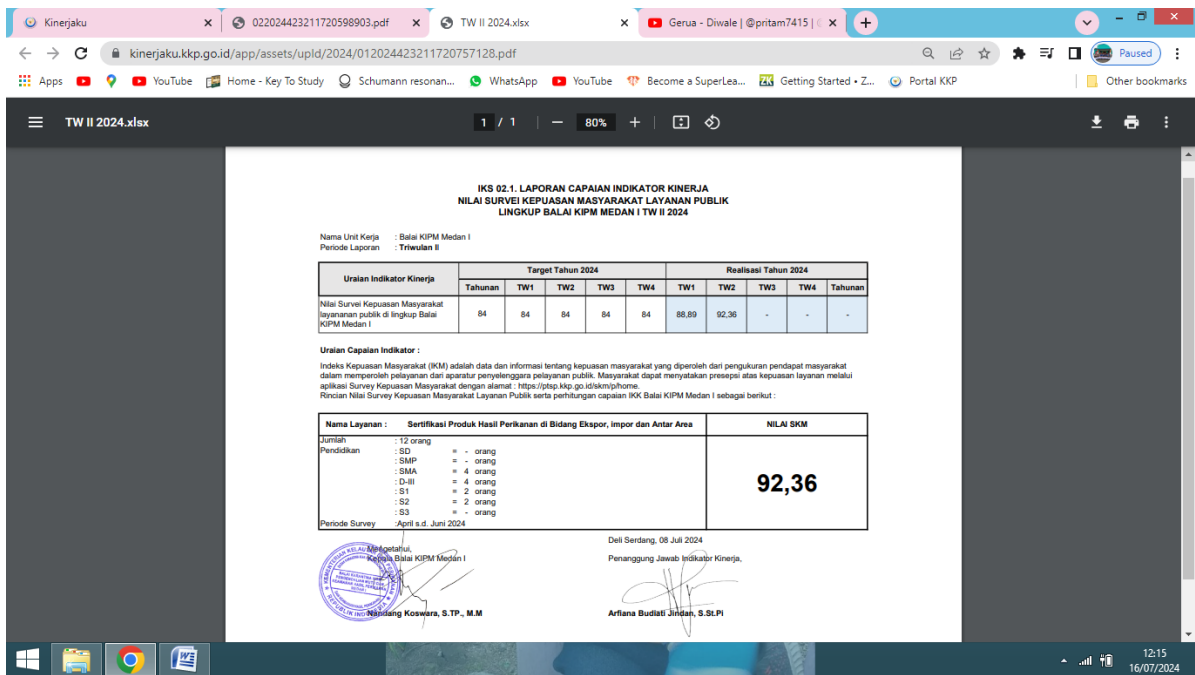 Kinerjaku
022024423211720598903.pdf
TW II 2024.xlsx
Gerua - Diwale | @pritam7415 |
kinerjaku.kkp.go.id/app/assets/upld/2024/012024423211720757128.pdf
Paused
Apps
YouTube
Home - Key To Study
Schumann resonan...
WhatsApp
YouTube
Become a SuperLea...
Getting Started • Z...
Portal KKP
Other bookmarks
TW II 2024.xlsx
1 / 1
80%
IKS 02.1. LAPORAN CAPAIAN INDIKATOR KINERJA
NILAI SURVEI KEPUASAN MASYARAKAT LAYANAN PUBLIK
LINGKUP BALAI KIPM MEDAN I TW II 2024
Nama Unit Kerja : Balai KIPM Medan I
Periode Laporan : Triwulan II
Uraian Indikator Kinerja Target Tahun 2024 Realisasi Tahun 2024
Tahunan TW1 TW2 TW3 TW4 TW1 TW2 TW3 TW4 Tahunan
Nilai Survei Kepuasan Masyarakat
layananan publik di lingkup Balai
KIPM Medan I
84 84 84 84 84 88,89 92,36 - - -
Uraian Capaian Indikator :
Indeks Kepuasan Masyarakat (IKM) adalah data dan informasi tentang kepuasan masyarakat yang diperoleh dari pengukuran pendapat masyarakat
dalam memperoleh pelayanan dari aparatur penyelenggara pelayanan publik. Masyarakat dapat menyatakan presepsi atas kepuasan layanan melalui
aplikasi Survey Kepuasan Masyarakat dengan alamat : https://ptsp.kkp.go.id/skm/p/home.
Rincian Nilai Survey Kepuasan Masyarakat Layanan Publik serta perhitungan capaian IKK Balai KIPM Medan I sebagai berikut :
Nama Layanan : Sertifikasi Produk Hasil Perikanan di Bidang Ekspor, impor dan Antar Area
NILAI SKM
Jumlah : 12 orang
Pendidikan : SD = - orang
: SMP = - orang
: SMA = 4 orang
: D-III = 4 orang
: S1 = 2 orang
: S2 = 2 orang
: S3 = - orang
Periode Survey :April s.d. Juni 2024
92,36
Deli Serdang, 08 Juli 2024
Mengetahui,
Kepala Balai KIPM Medan I
Penanggung Jawab Indikator Kinerja,
Nandang Koswara, S.TP., M.M
Arfiana Budiati Jindan, S.St.Pi
REPUBLIK INDONESIA
12:15
16/07/2024